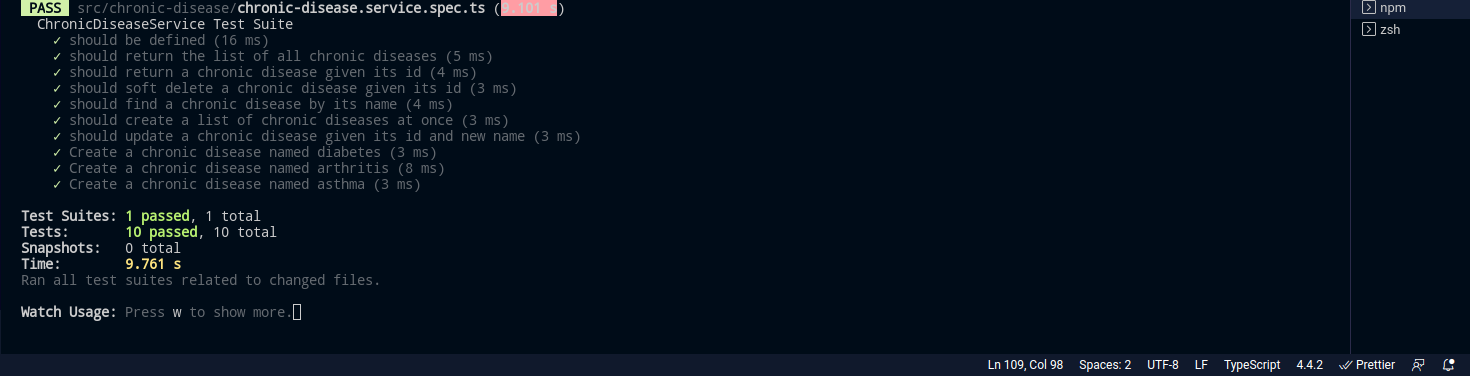 PASS src/chronic-disease/chronic-disease.service.spec.ts (9.101 s)
ChronicDiseaseService Test Suite
✓ should be defined (16 ms)
✓ should return the list of all chronic diseases (5 ms)
✓ should return a chronic disease given its id (4 ms)
✓ should soft delete a chronic disease given its id (3 ms)
✓ should find a chronic disease by its name (4 ms)
✓ should create a list of chronic diseases at once (3 ms)
✓ should update a chronic disease given its id and new name (3 ms)
✓ Create a chronic disease named diabetes (3 ms)
✓ Create a chronic disease named arthritis (8 ms)
✓ Create a chronic disease named asthma (3 ms)
Test Suites: 1 passed, 1 total
Tests: 10 passed, 10 total
Snapshots: 0 total
Time: 9.761 s
Ran all test suites related to changed files.
Watch Usage: Press w to show more.
npm
zsh
Ln 109, Col 98 Spaces: 2 UTF-8 LF TypeScript 4.4.2 Prettier